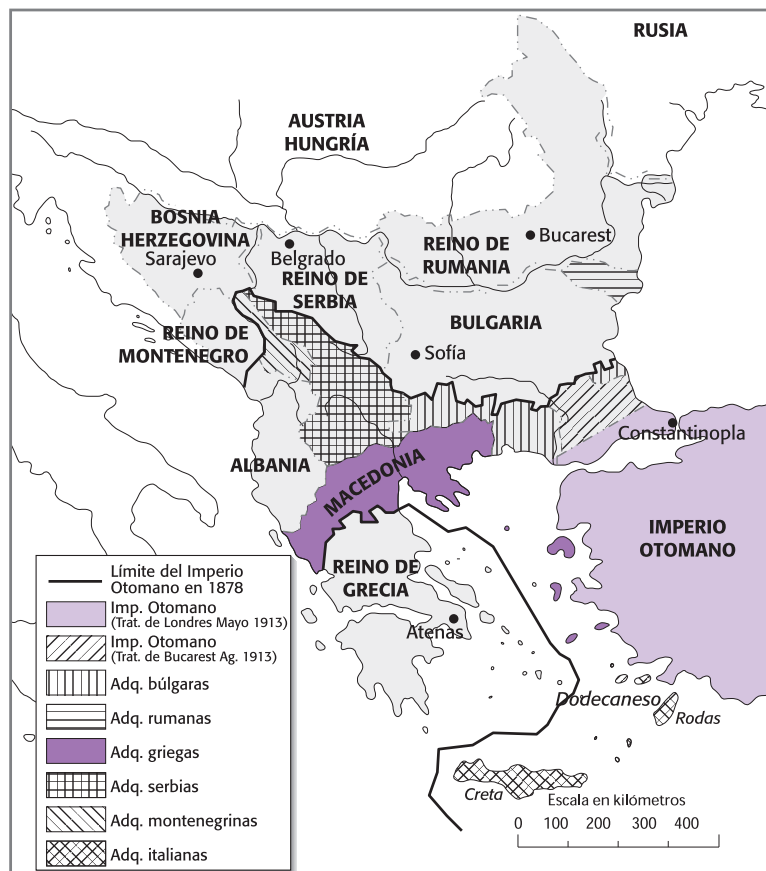 RUSIA
AUSTRIA
HUNGRÍA
BOSNIA
HERZEGOVINA
Sarajevo
Belgrado
REINO DE
SERBIA
REINO DE
RUMANIA
Bucarest
REINO DE
MONTENEGRO
BULGARIA
Sofía
Constantinopla
ALBANIA
MACEDONIA
IMPERIO
OTOMANO
REINO DE
GRECIA
Atenas
Dodecaneso
Rodas
Creta
Escala en kilómetros
0 100 200 300 400
Límite del Imperio
Otomano en 1878
Imp. Otomano
(Trat. de Londres Mayo 1913)
Imp. Otomano
(Trat. de Bucarest Ag. 1913)
Adq. búlgaras
Adq. rumanas
Adq. griegas
Adq. serbias
Adq. montenegrinas
Adq. italianas